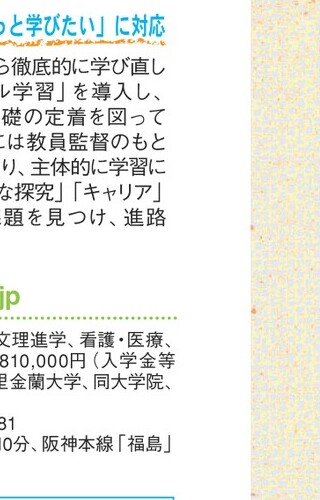 っと学びたい」に対応
ら徹底的に学び直し
ル学習」を導入し、
礎の定着を図って
には教員監督のもと
り、主体的に学習に
な探究」「キャリア」
題を見つけ、進路
jp
文理進学、看護・医療、
810,000円（入学金等
里金蘭大学、同大学院、
81
10分、阪神本線「福島」